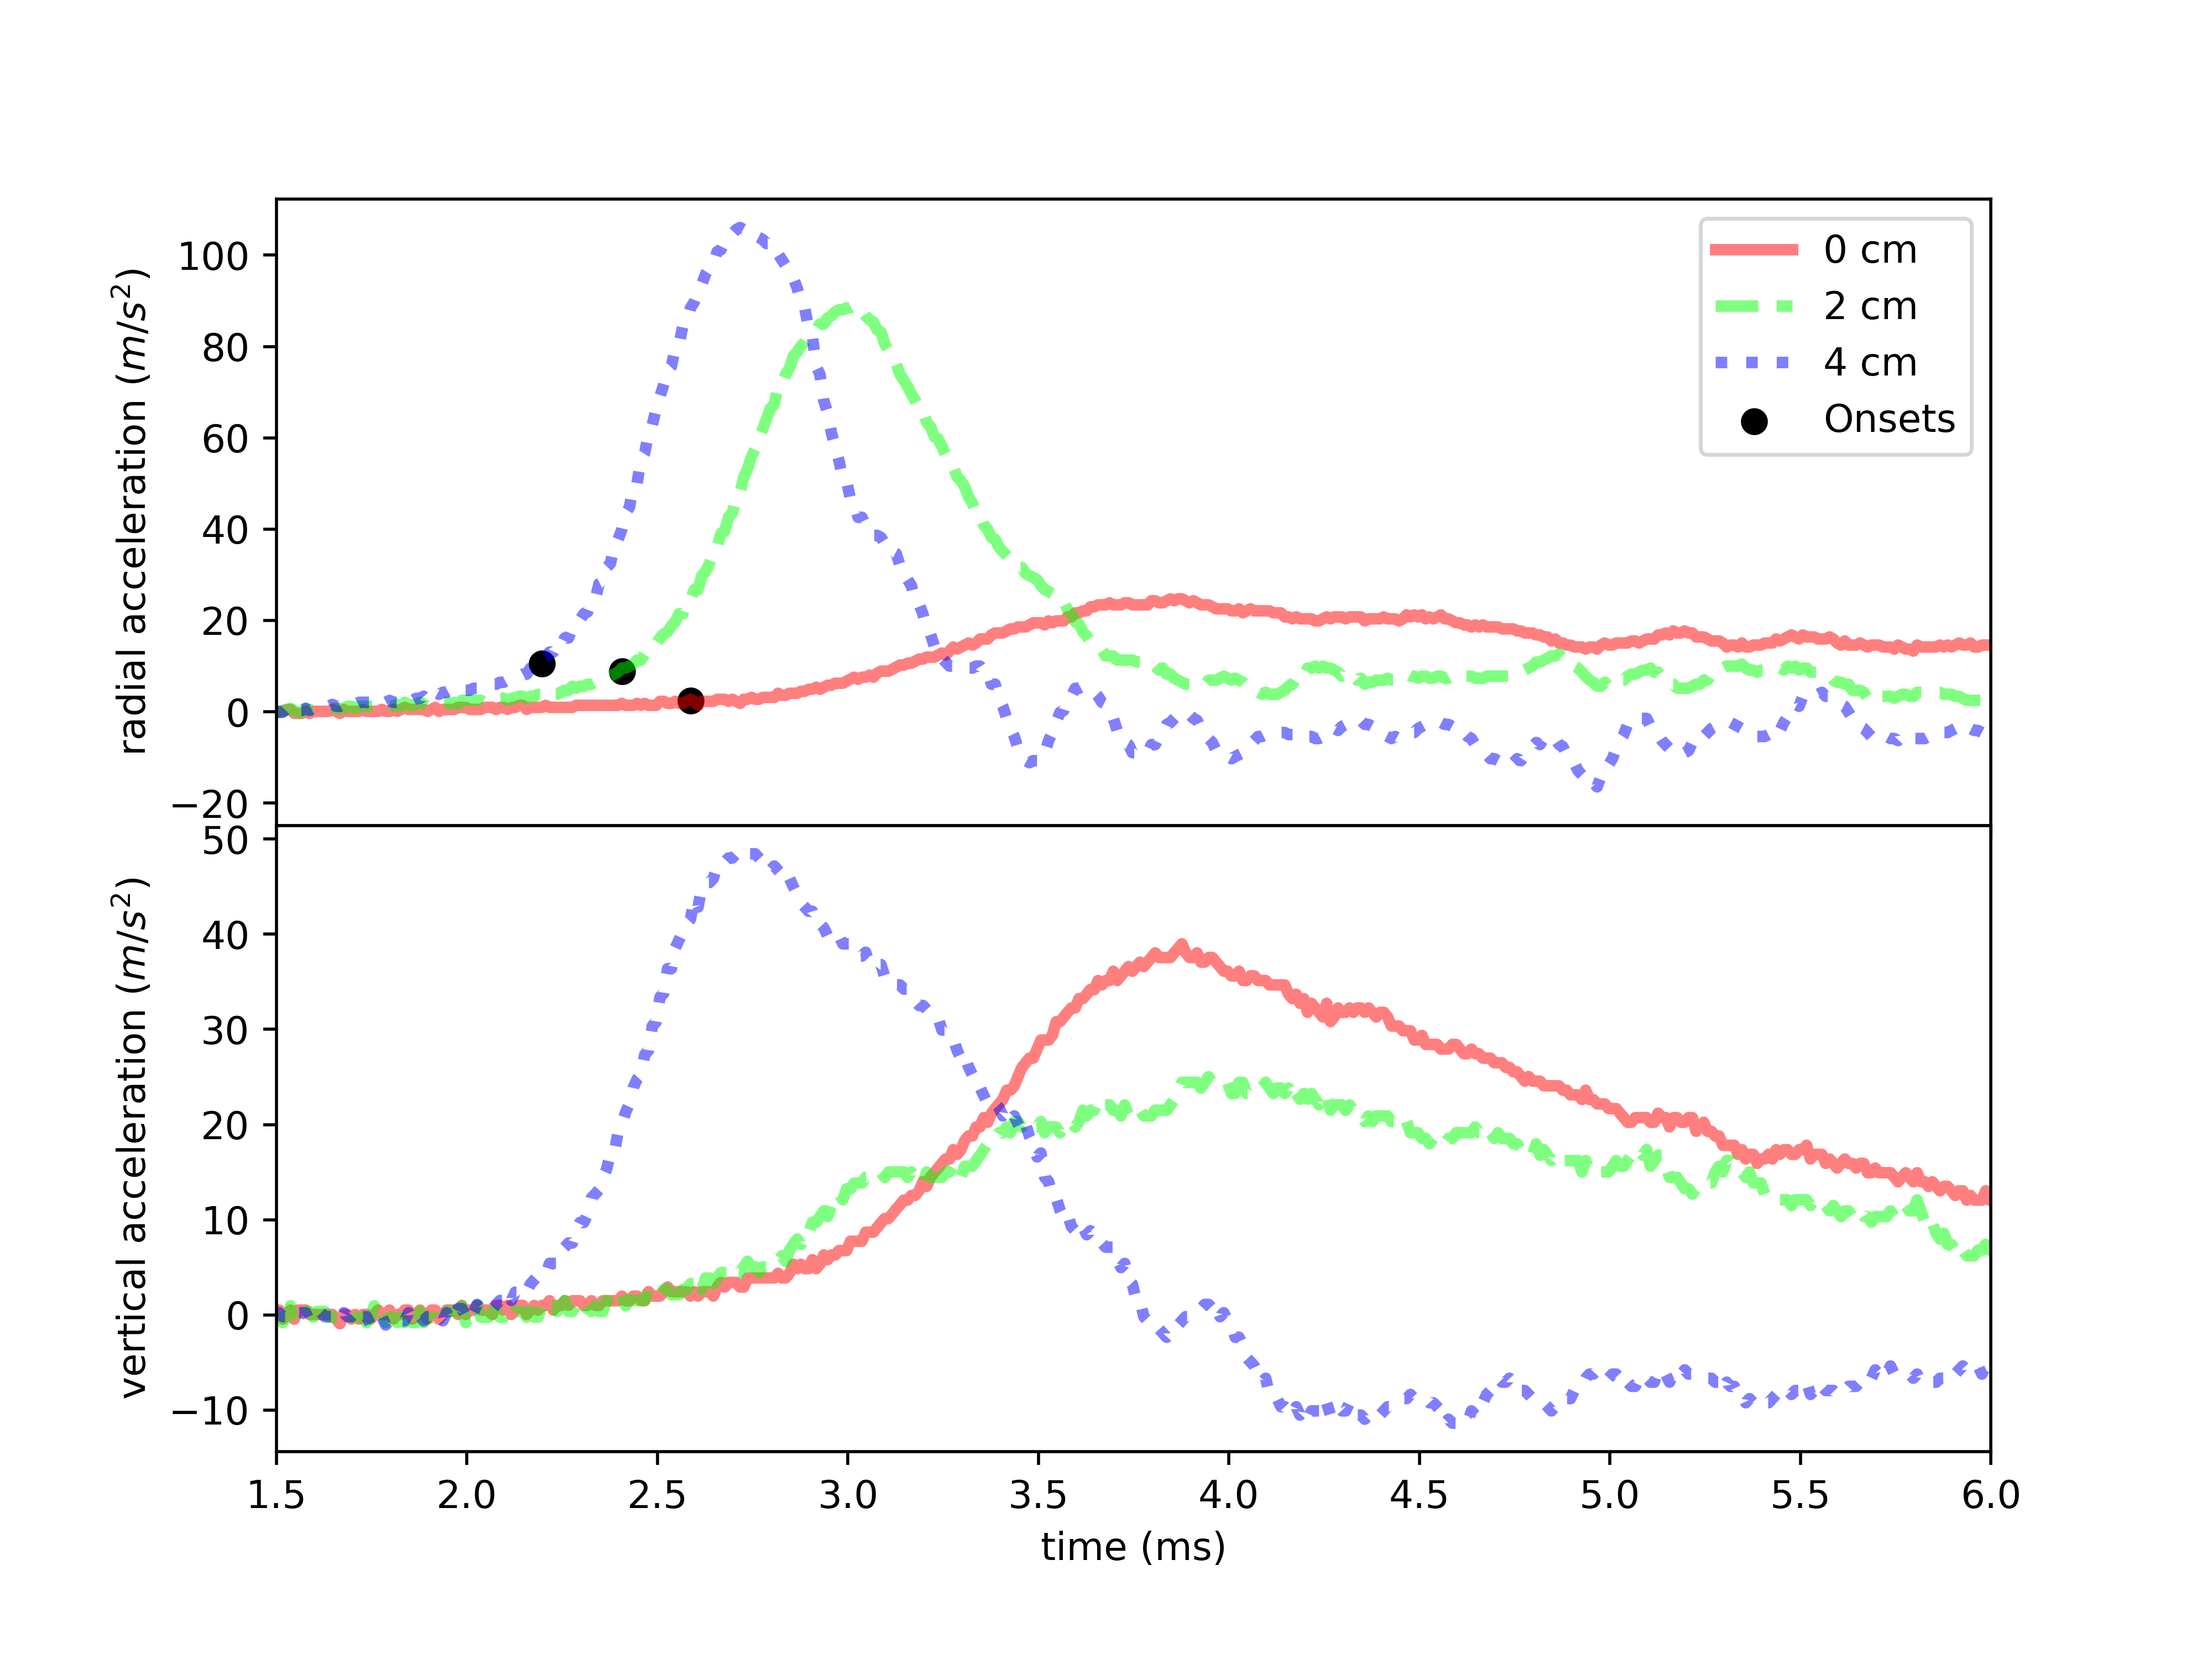 radial acceleration (m/s²)
100
80
60
40
20
0
−20
0 cm
2 cm
4 cm
Onsets
vertical acceleration (m/s²)
50
40
30
20
10
0
−10
1.5 2.0 2.5 3.0 3.5 4.0 4.5 5.0 5.5 6.0
time (ms)